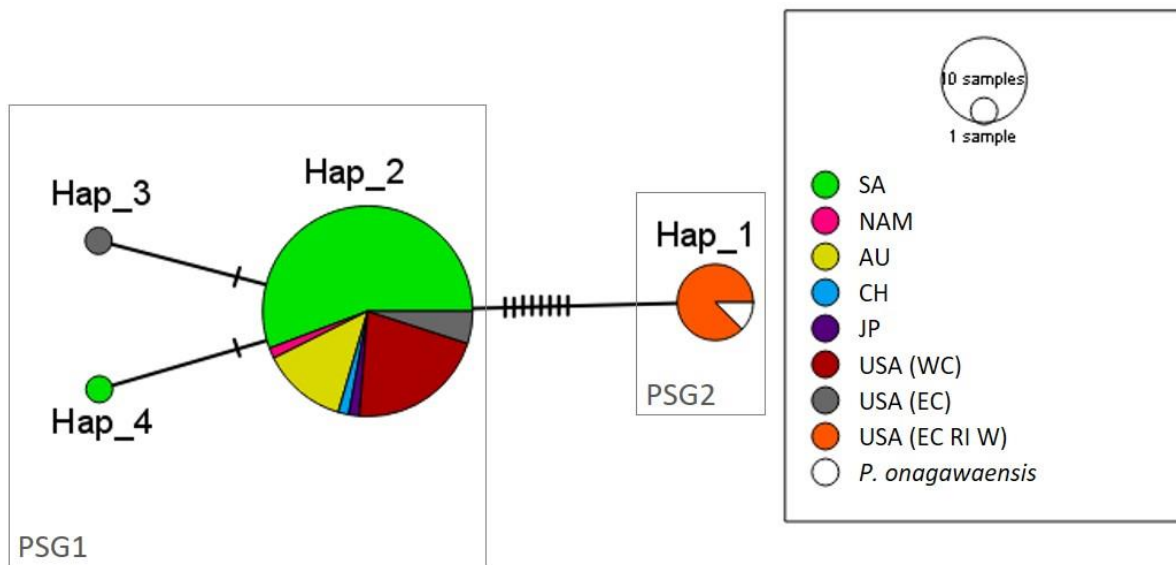 Hap_3
Hap_2
Hap_4
PSG1
Hap_1
PSG2
10 samples
1 sample
SA
NAM
AU
CH
JP
USA (WC)
USA (EC)
USA (EC RI W)
P. onagawaensis